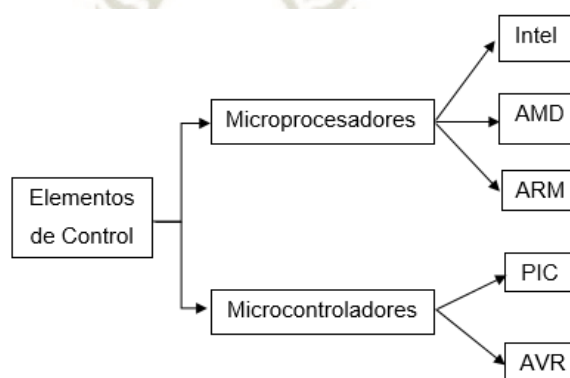 Elementos
de Control
Microprocesadores
Intel
AMD
ARM
Microcontroladores
PIC
AVR